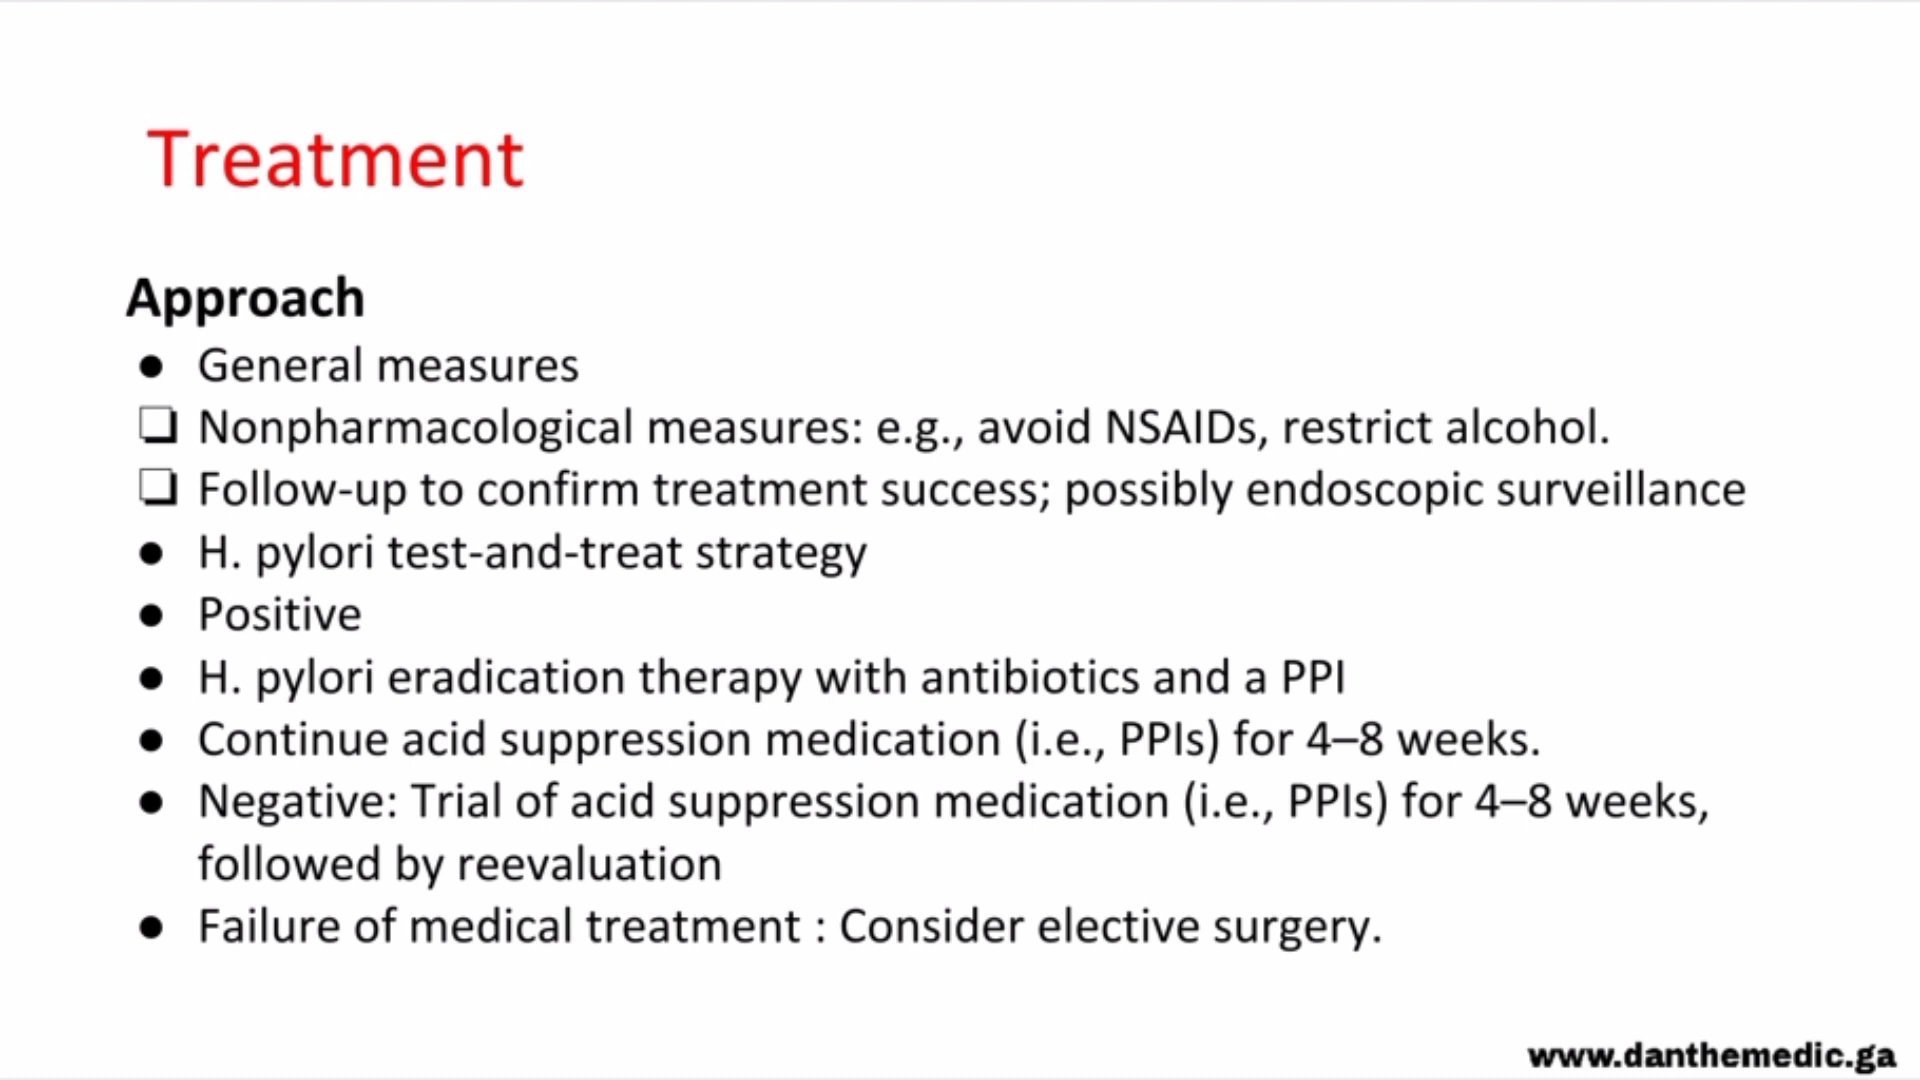 Treatment
Approach
● General measures
❑ Nonpharmacological measures: e.g., avoid NSAIDs, restrict alcohol.
❑ Follow-up to confirm treatment success; possibly endoscopic surveillance
● H. pylori test-and-treat strategy
● Positive
● H. pylori eradication therapy with antibiotics and a PPI
● Continue acid suppression medication (i.e., PPIs) for 4–8 weeks.
● Negative: Trial of acid suppression medication (i.e., PPIs) for 4–8 weeks,
followed by reevaluation
● Failure of medical treatment : Consider elective surgery.
www.danthemedic.ga